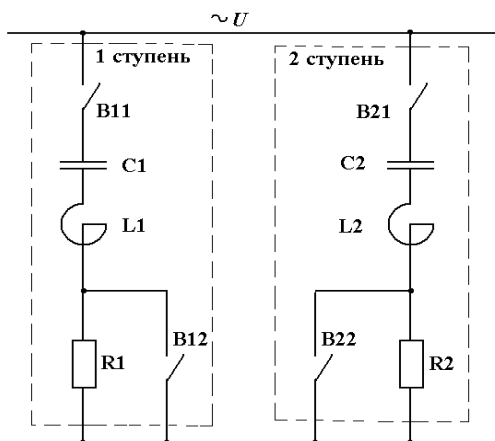 ~ U
1 ступень
2 ступень
B11
B21
C1
C2
L1
L2
B12
B22
R1
R2